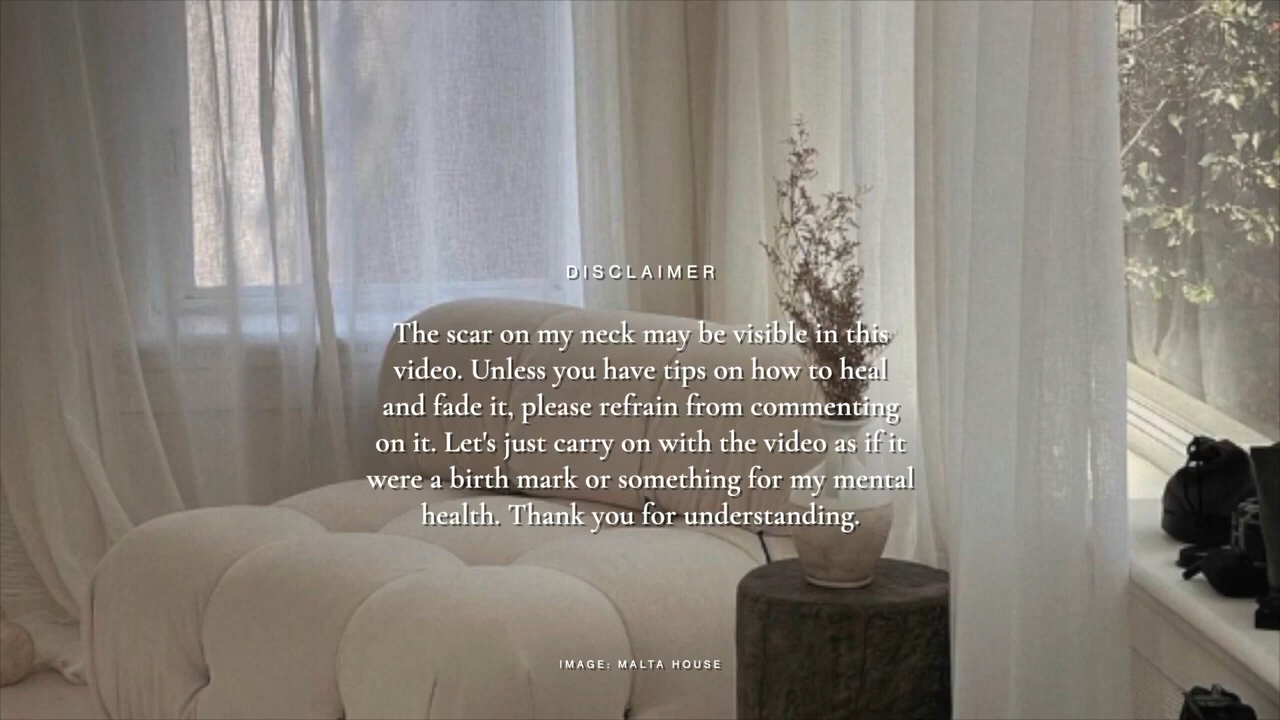 DISCLAIMER
The scar on my neck may be visible in this
video. Unless you have tips on how to heal
and fade it, please refrain from commenting
on it. Let's just carry on with the video as if it
were a birth mark or something for my mental
health. Thank you for understanding.
IMAGE: MALTA HOUSE